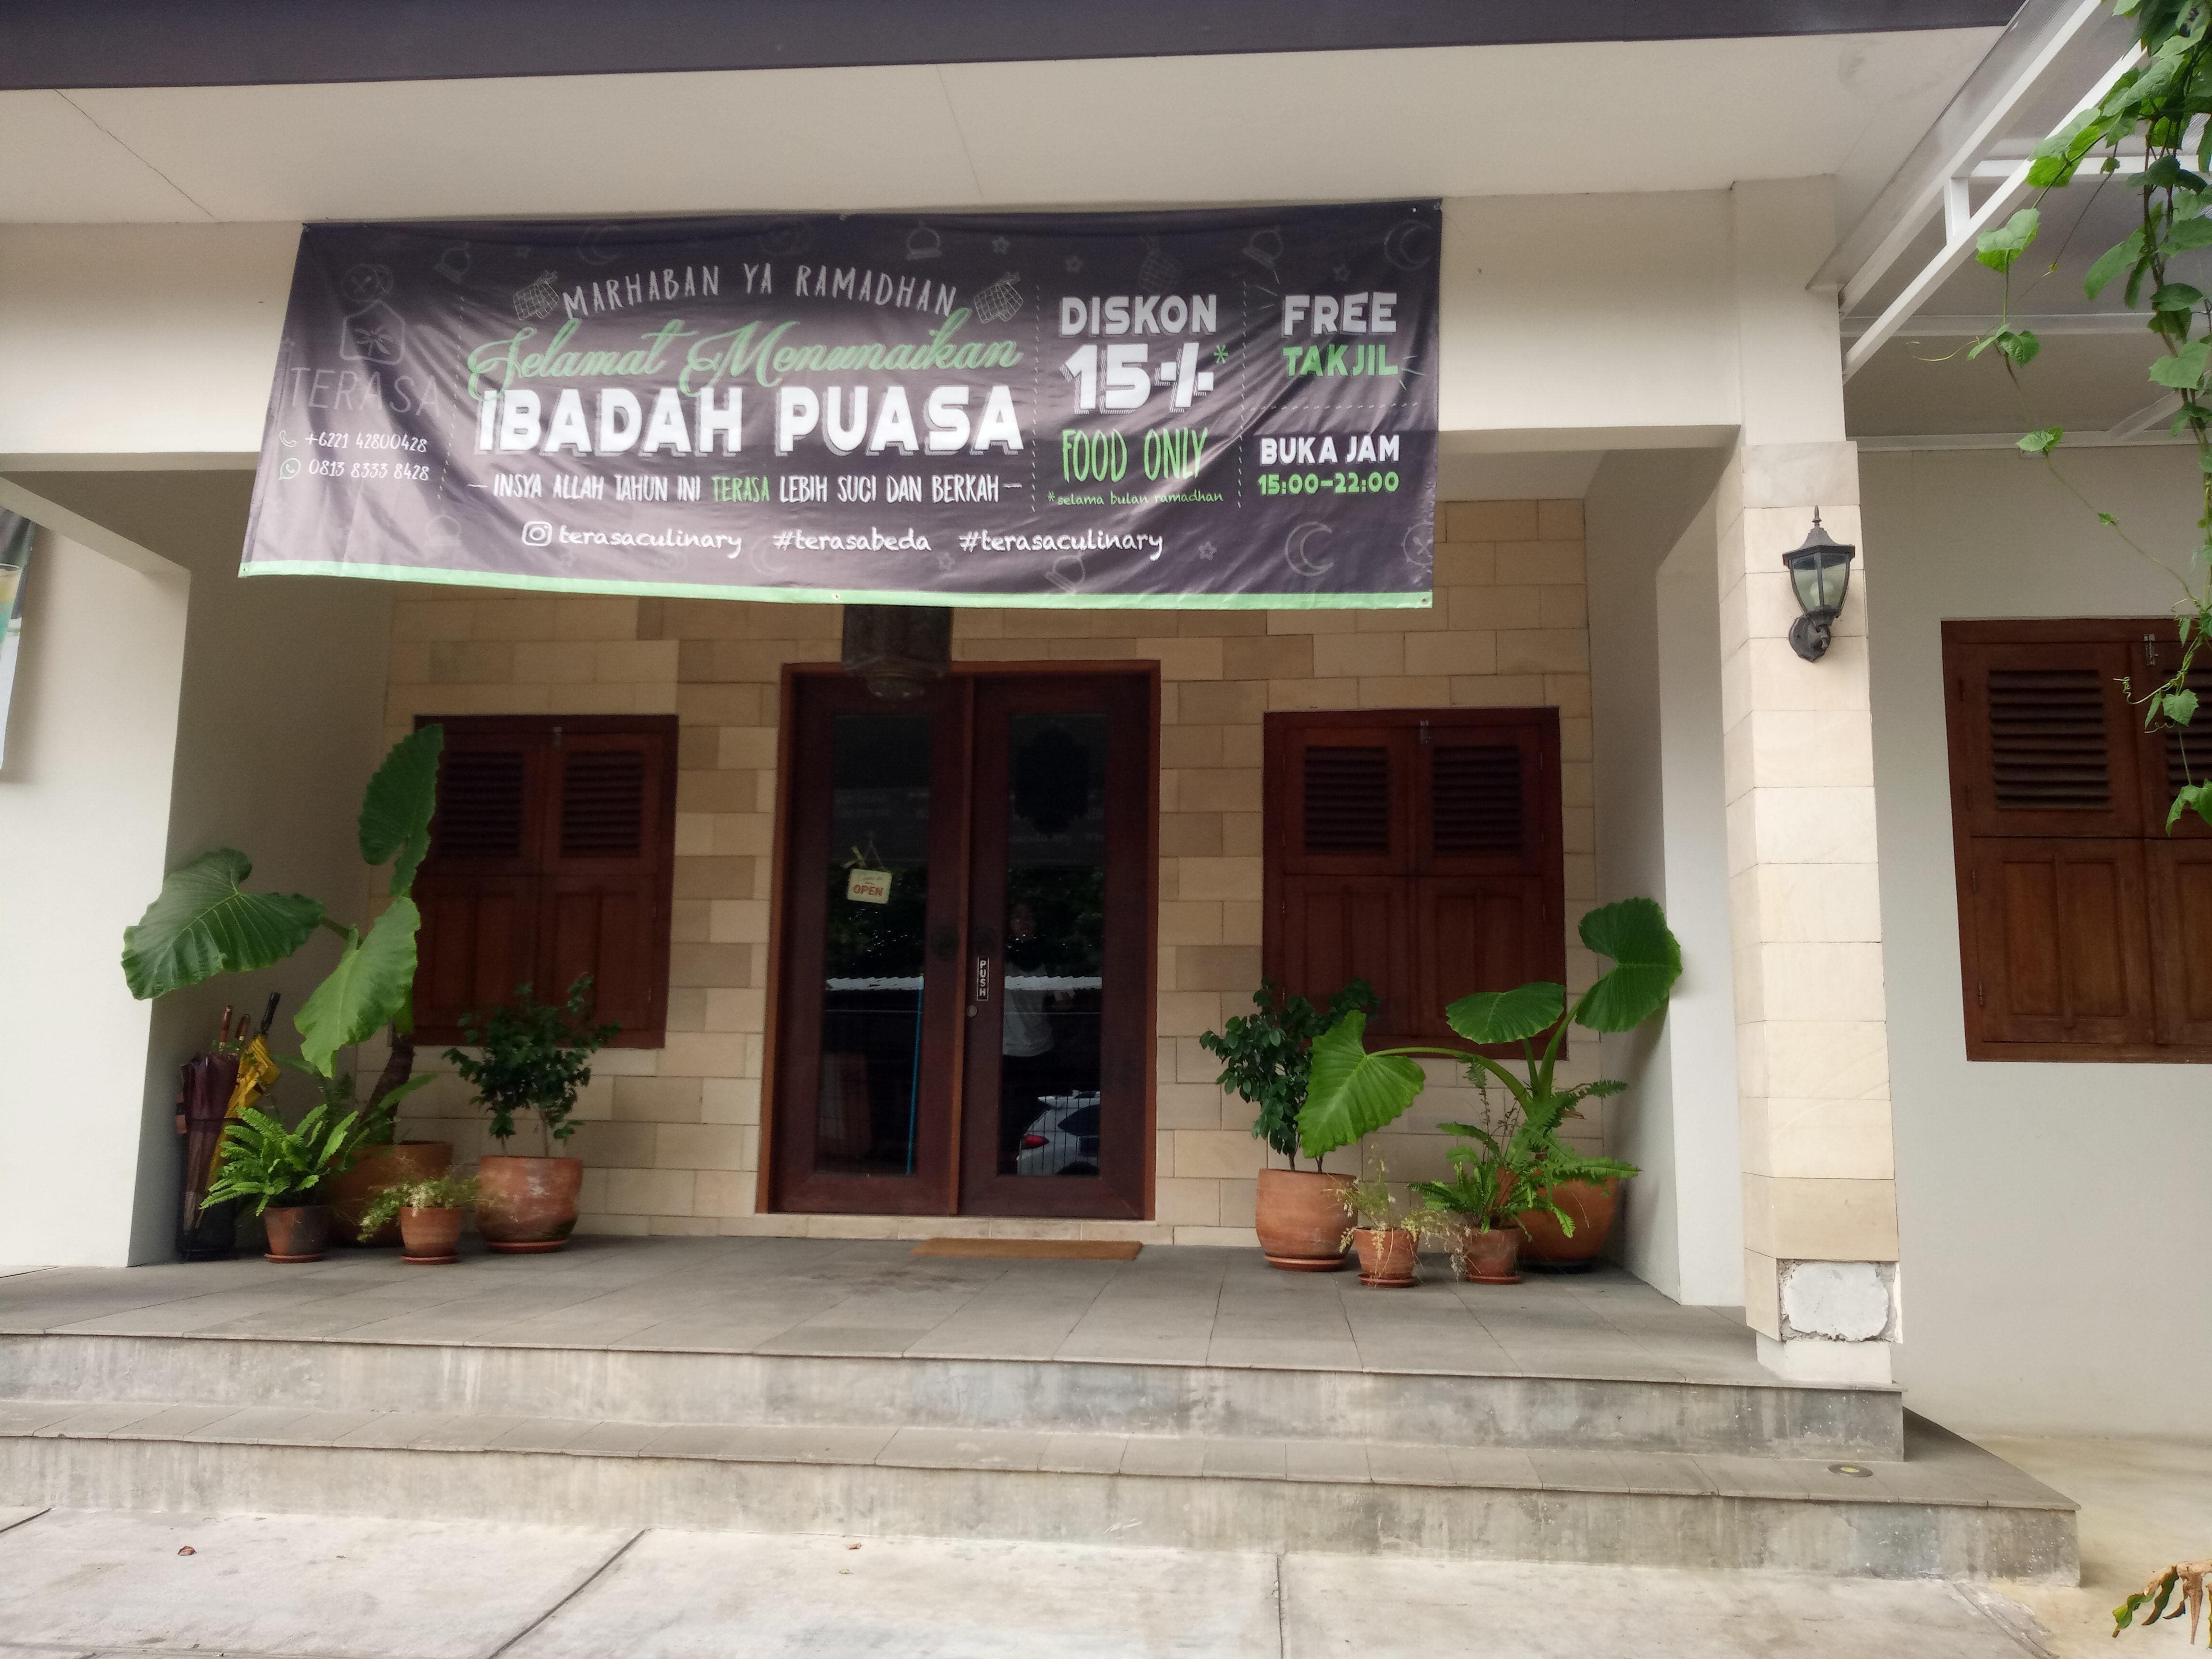 MARHABAN YA RAMADHAN
Selamat Menunaikan
IBADAH PUASA
INSYA ALLAH TAHUN INI TERASA LEBIH SUCI DAN BERKAH
TERASA
+6221 42800428
0813 8333 8428
DISKON
15%*
FOOD ONLY
*selama bulan ramadhan
FREE
TAKJIL
BUKA JAM
15:00-22:00
terasaculinary #terasabeda #terasaculinary
OPEN
PUSH